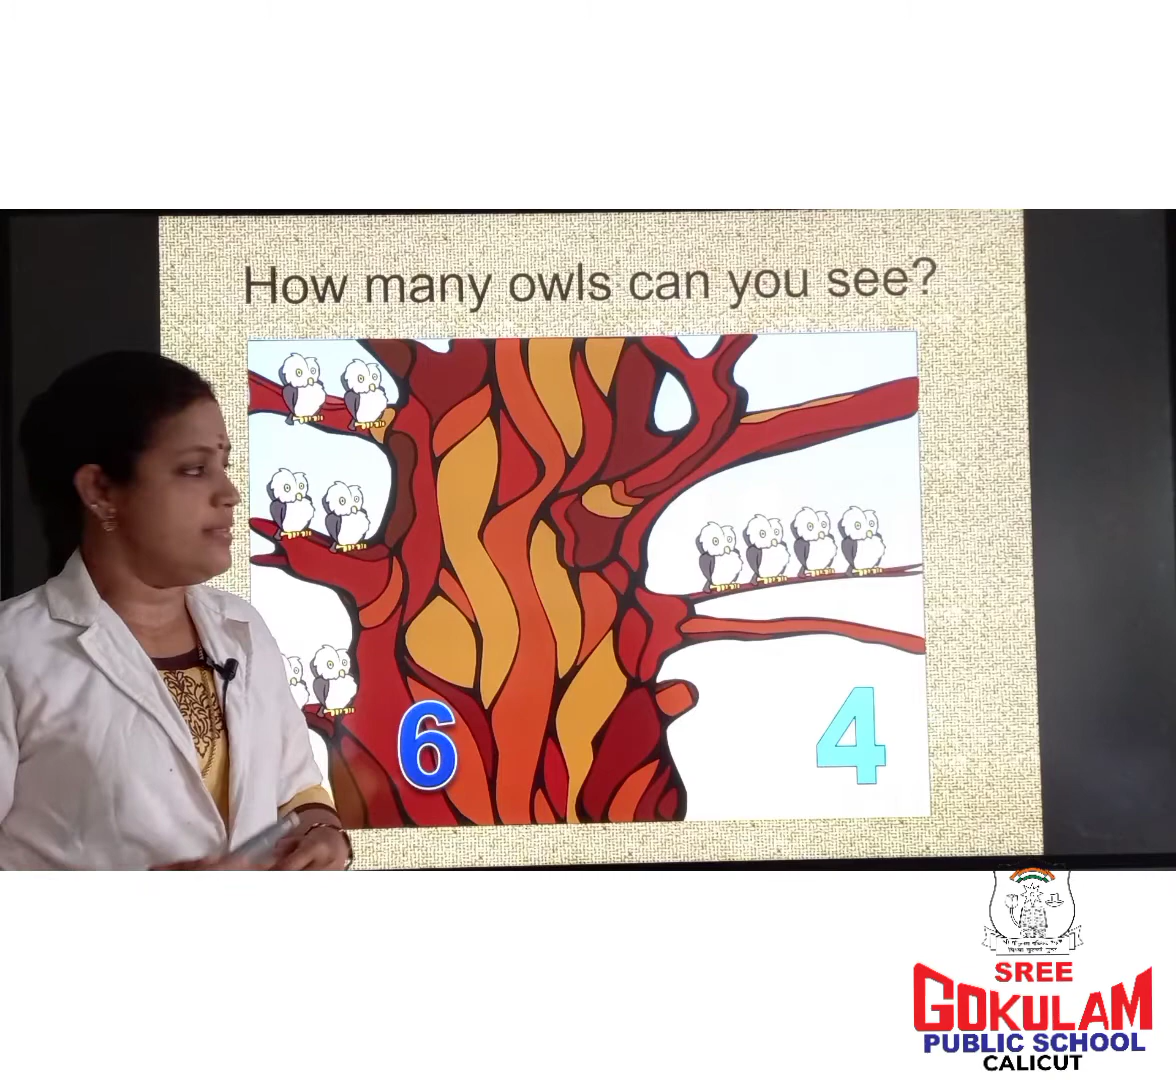 How many owls can you see?
6
4
SREE
GOKULAM
PUBLIC SCHOOL
CALICUT